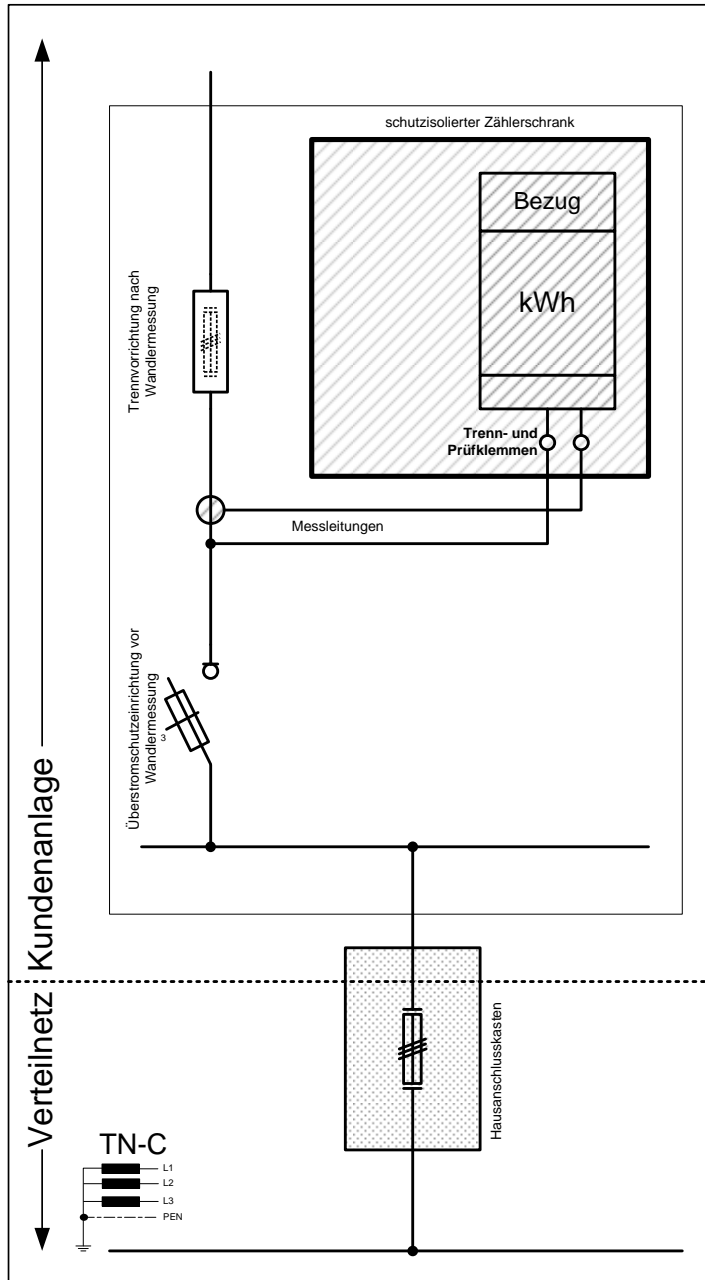 schutzisolierter Zählerschrank
Bezug
kWh
Trennvorrichtung nach
Wandlermessung
Trenn- und
Prüfklemmen
Messleitungen
Überstromschutzeinrichtung vor
Wandlermessung
3
Kundenanlage
Verteilnetz
Hausanschlusskasten
TN-C
L1
L2
L3
PEN